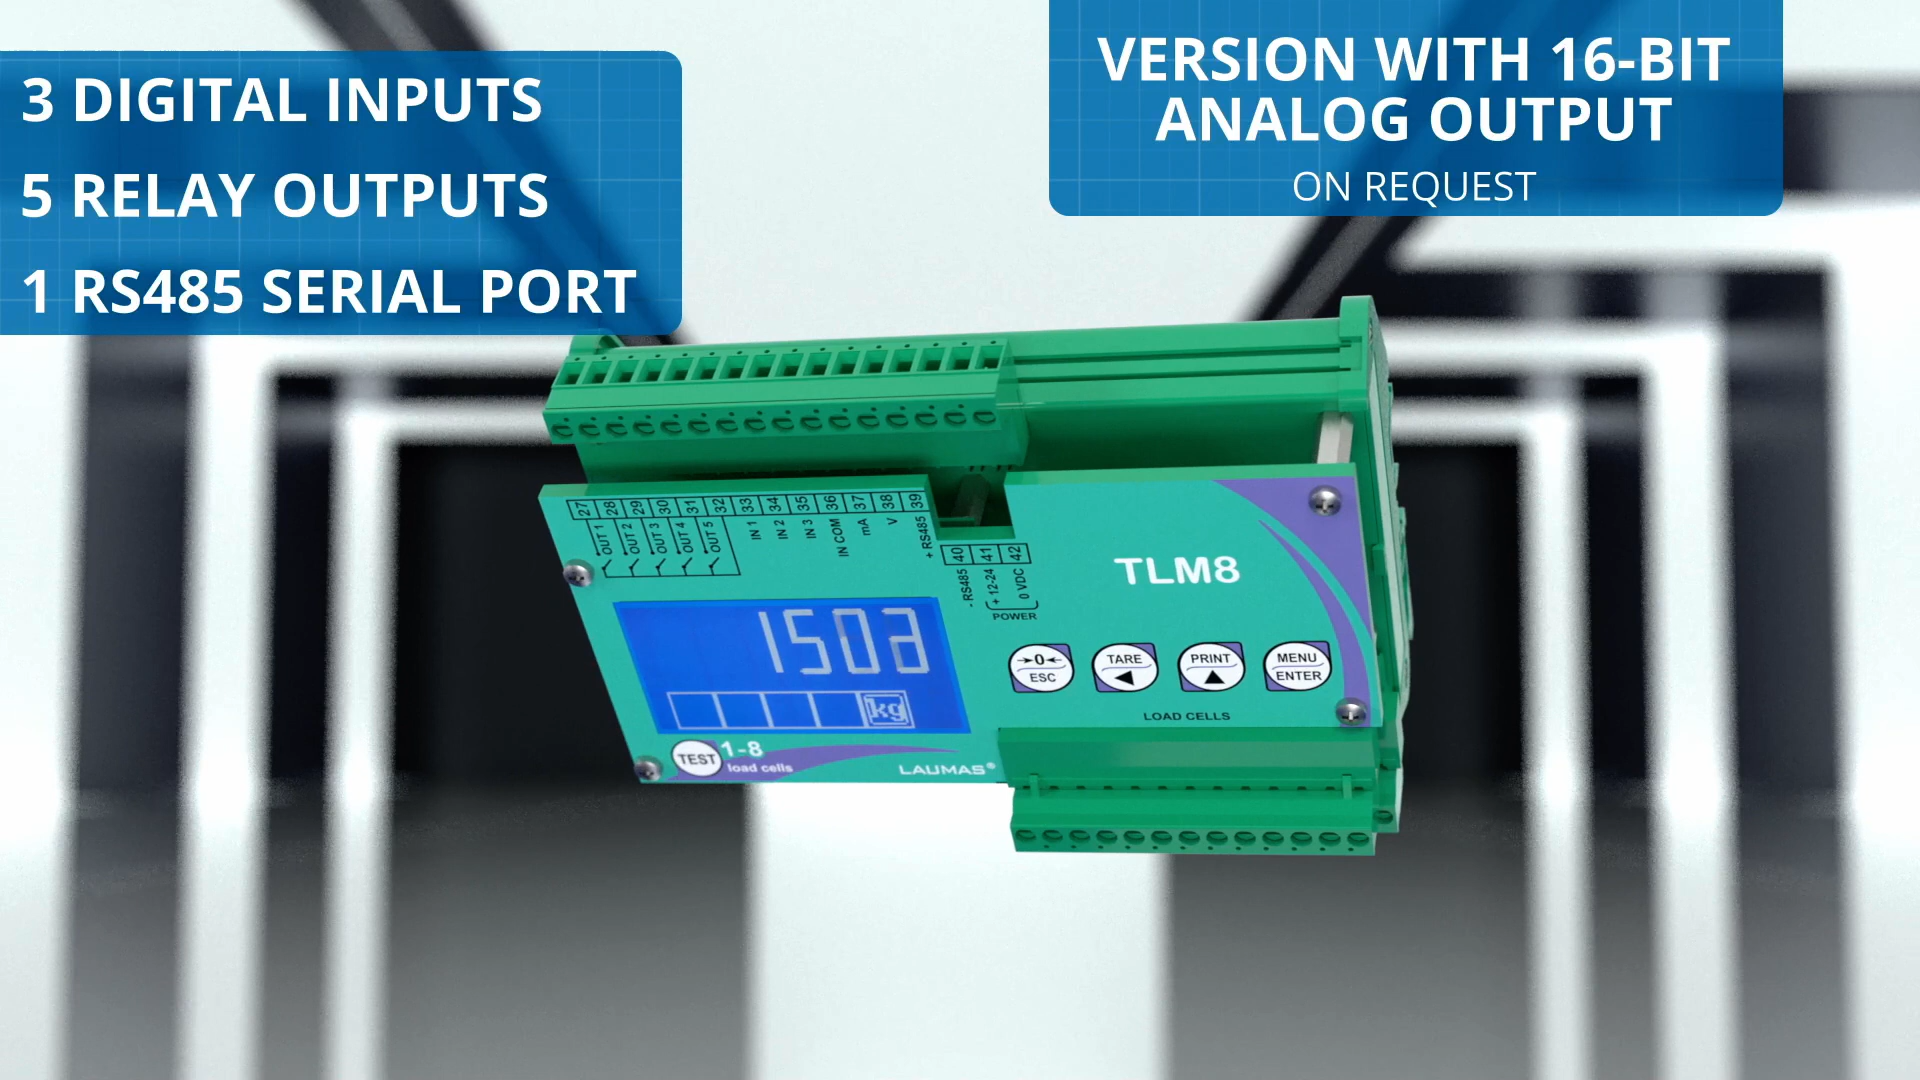 3 DIGITAL INPUTS
5 RELAY OUTPUTS
1 RS485 SERIAL PORT
VERSION WITH 16-BIT
ANALOG OUTPUT
ON REQUEST
27 28 29 30 31 32 33 34 35 36 37 38 39
OUT 1 OUT 2 OUT 3 OUT 4 OUT 5 IN 1 IN 2 IN 3 IN COM mA V + RS485
40 41 42
- RS485 + 12-24 0 VDC
POWER
TLM8
kg
→0←
ESC
TARE
PRINT
MENU
ENTER
LOAD CELLS
TEST
1-8
load cells
LAUMAS®